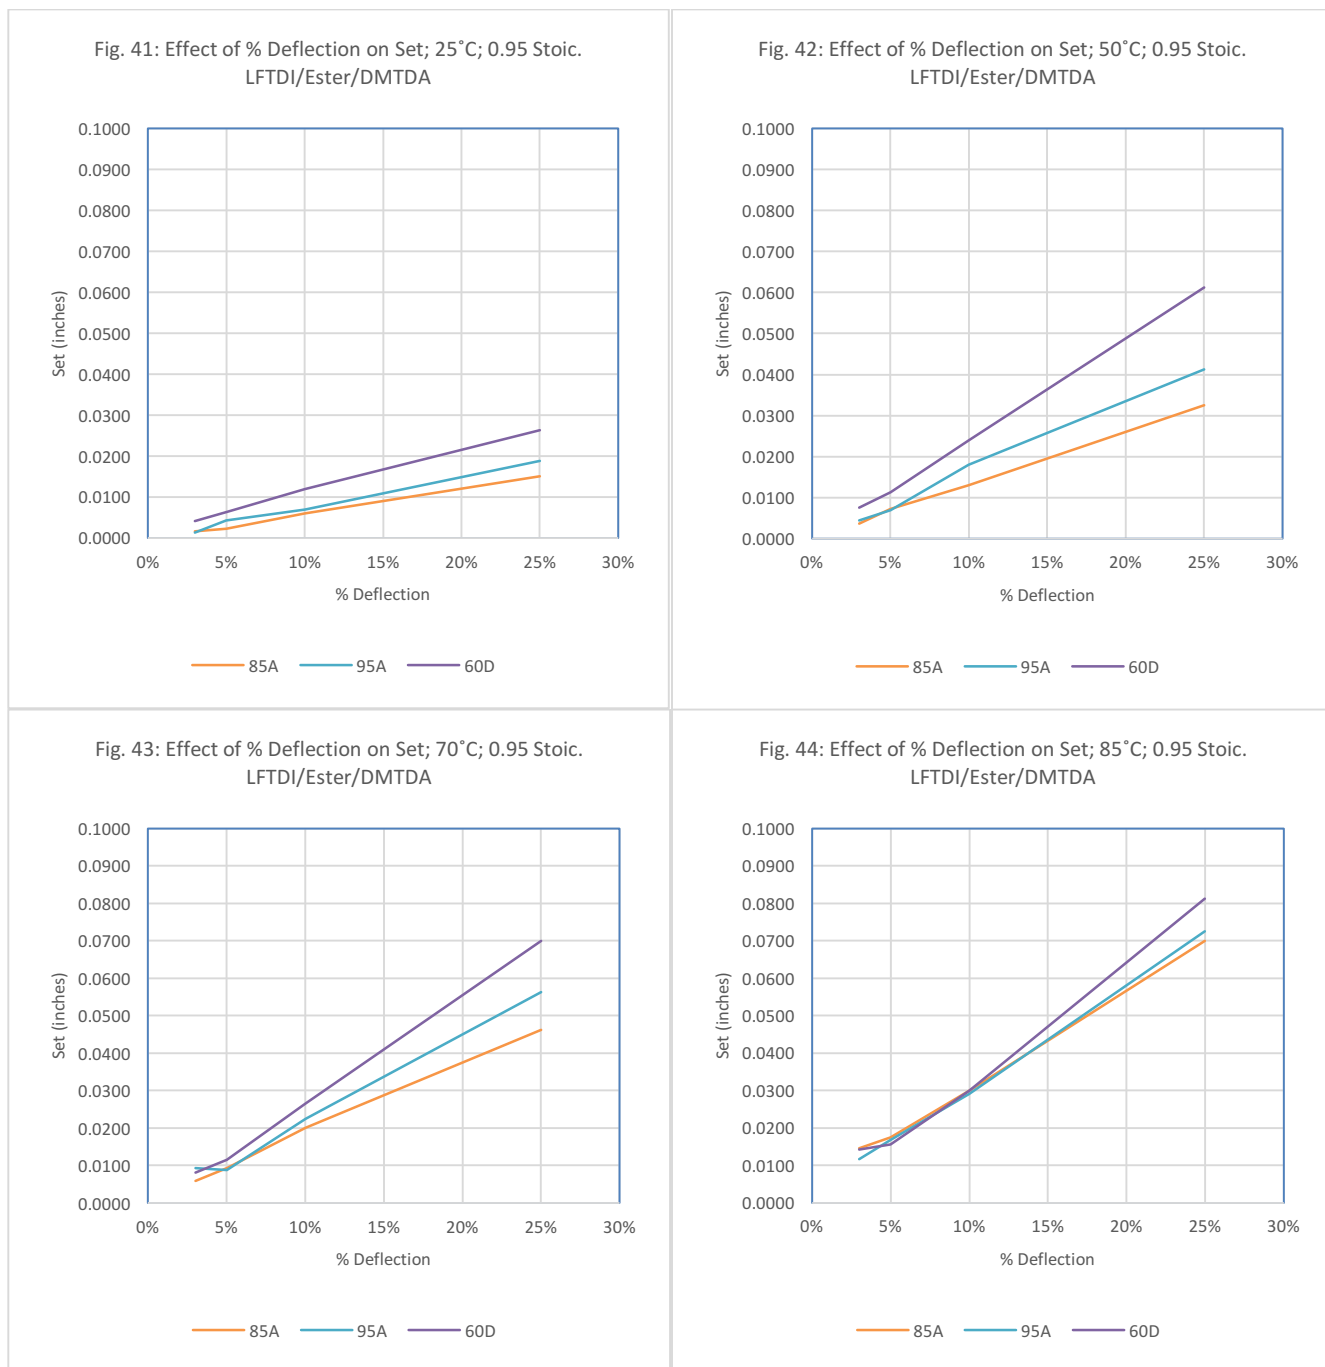 Fig. 41: Effect of % Deflection on Set; 25˚C; 0.95 Stoic.
LFTDI/Ester/DMTDA
0.1000
0.0900
0.0800
0.0700
0.0600
0.0500
0.0400
0.0300
0.0200
0.0100
0.0000
Set (inches)
0% 5% 10% 15% 20% 25% 30%
% Deflection
85A 95A 60D
Fig. 42: Effect of % Deflection on Set; 50˚C; 0.95 Stoic.
LFTDI/Ester/DMTDA
0.1000
0.0900
0.0800
0.0700
0.0600
0.0500
0.0400
0.0300
0.0200
0.0100
0.0000
Set (inches)
0% 5% 10% 15% 20% 25% 30%
% Deflection
85A 95A 60D
Fig. 43: Effect of % Deflection on Set; 70˚C; 0.95 Stoic.
LFTDI/Ester/DMTDA
0.1000
0.0900
0.0800
0.0700
0.0600
0.0500
0.0400
0.0300
0.0200
0.0100
0.0000
Set (inches)
0% 5% 10% 15% 20% 25% 30%
% Deflection
85A 95A 60D
Fig. 44: Effect of % Deflection on Set; 85˚C; 0.95 Stoic.
LFTDI/Ester/DMTDA
0.1000
0.0900
0.0800
0.0700
0.0600
0.0500
0.0400
0.0300
0.0200
0.0100
0.0000
Set (inches)
0% 5% 10% 15% 20% 25% 30%
% Deflection
85A 95A 60D